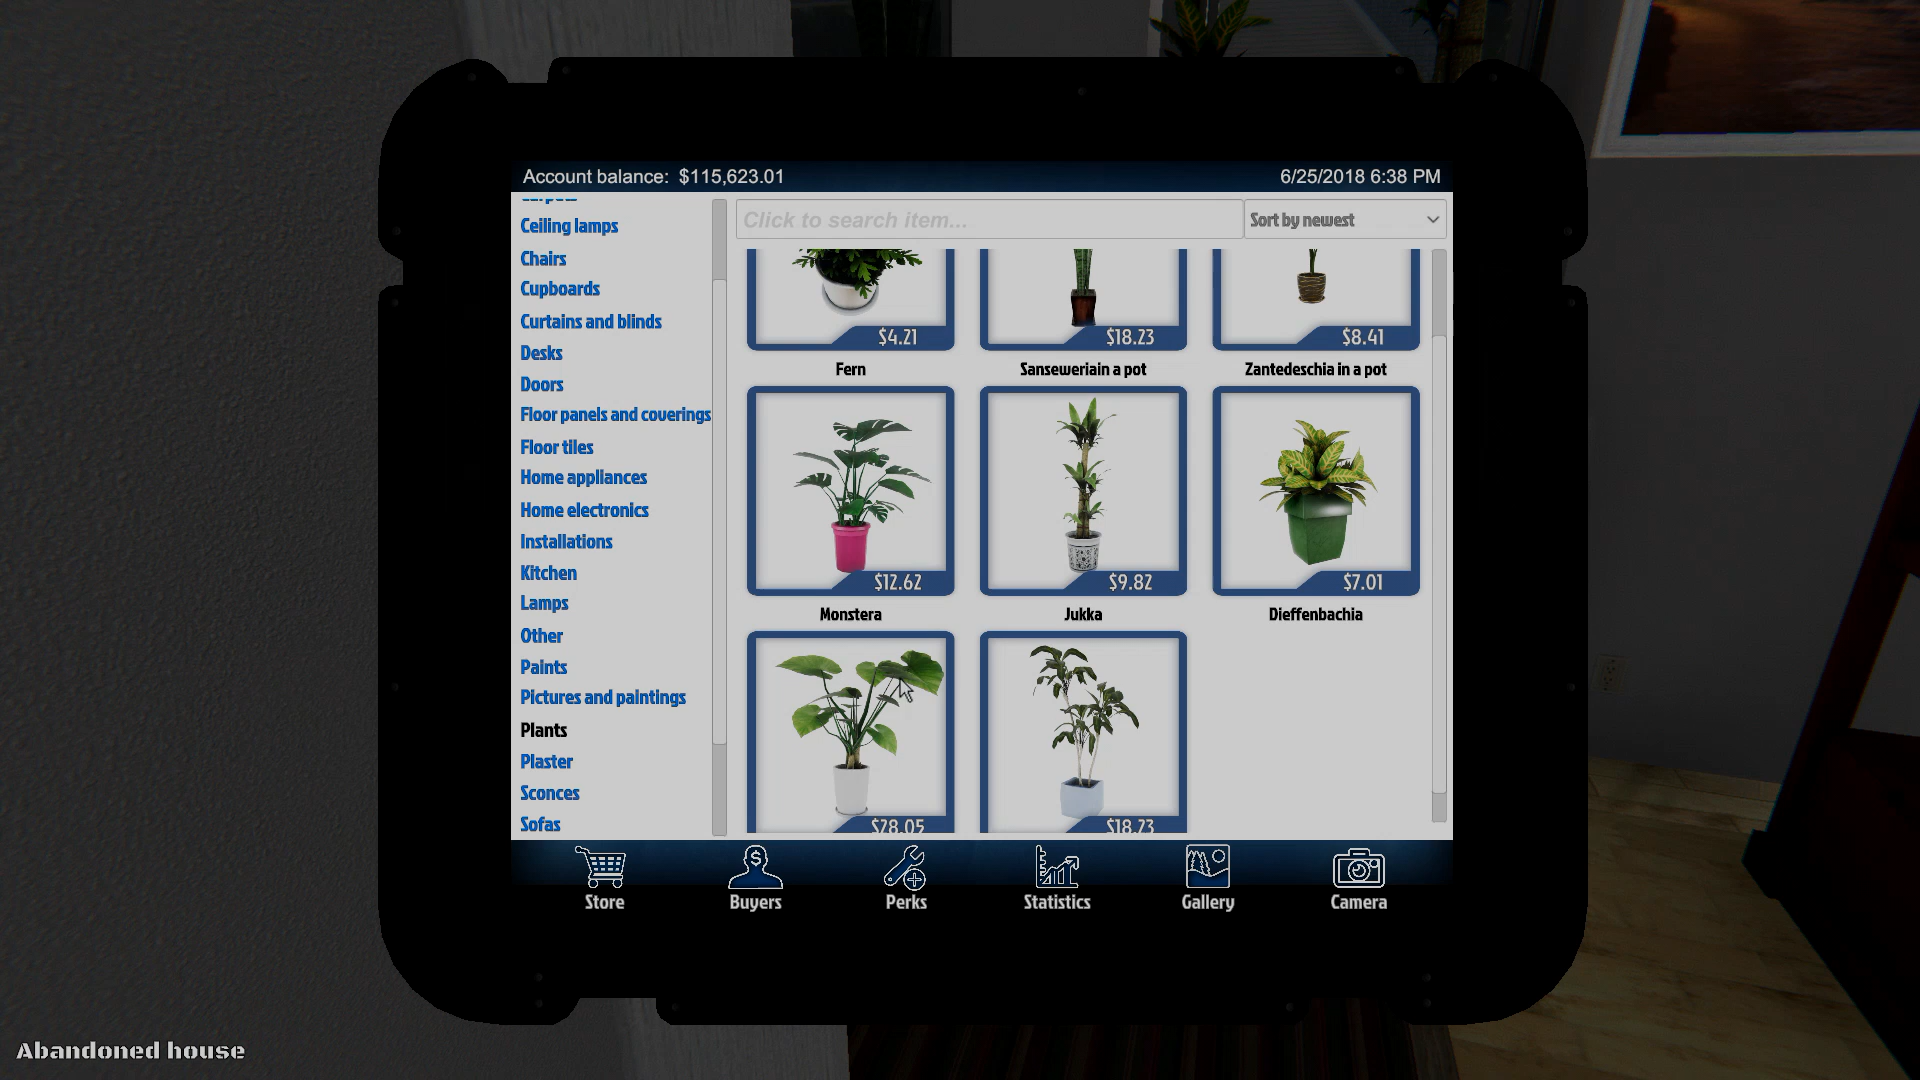 Account balance: $115,623.01
6/25/2018 6:38 PM
Ceiling lamps
Chairs
Cupboards
Curtains and blinds
Desks
Doors
Floor panels and coverings
Floor tiles
Home appliances
Home electronics
Installations
Kitchen
Lamps
Other
Paints
Pictures and paintings
Plants
Plaster
Sconces
Sofas
Click to search item...
Sort by newest
$4.21
$18.23
$8.41
Fern
Sanseweriain a pot
Zantedeschia in a pot
$12.62
$9.82
$7.01
Monstera
Jukka
Dieffenbachia
$28.05
$18.23
Store
Buyers
Perks
Statistics
Gallery
Camera
Abandoned house